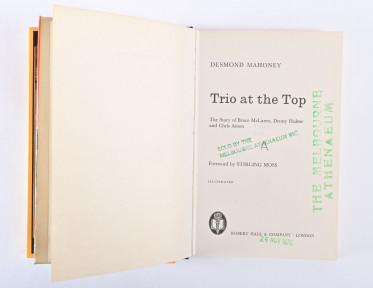 DESMOND MAHONEY
Trio at the Top
The Story of Bruce McLaren, Denny Hulme
and Chris Amon
SOLD BY THE
MELBOURNE ATHENAEUM INC.
Foreword by STIRLING MOSS
ILLUSTRATED
ROBERT HALE & COMPANY · LONDON
THE MELBOURNE
ATHENAEUM